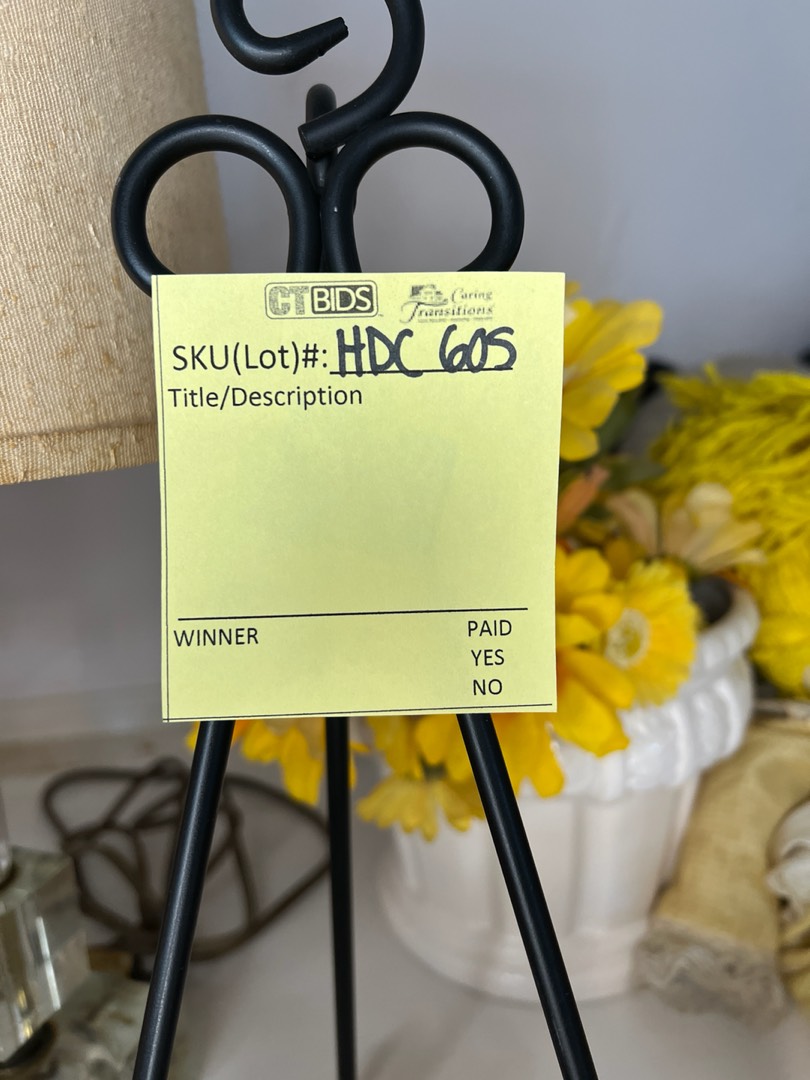 CTBIDS
Caring
Transitions
SKU(Lot)#: HDC 605
Title/Description
WINNER PAID
YES
NO